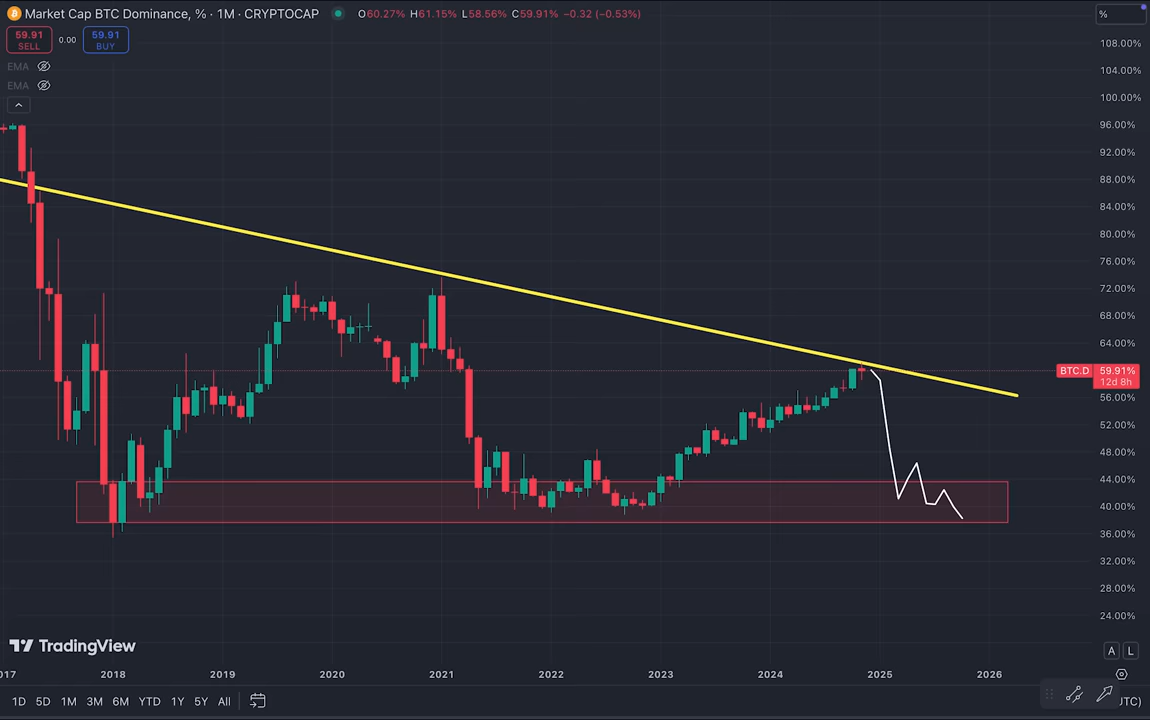 Market Cap BTC Dominance, % · 1M · CRYPTOCAP O60.27% H61.15% L58.56% C59.91% −0.32 (−0.53%)
%
59.91 SELL 0.00 59.91 BUY
EMA
EMA
108.00%
104.00%
100.00%
96.00%
92.00%
88.00%
84.00%
80.00%
76.00%
72.00%
68.00%
64.00%
BTC.D 59.91%
12d 8h
56.00%
52.00%
48.00%
44.00%
40.00%
36.00%
32.00%
28.00%
24.00%
TradingView
A L
017 2018 2019 2020 2021 2022 2023 2024 2025 2026
1D 5D 1M 3M 6M YTD 1Y 5Y All
UTC)